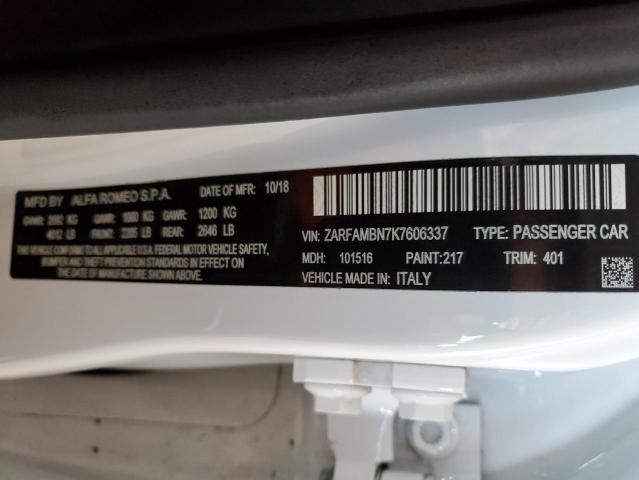 MFD BY ALFA ROMEO S.P.A. DATE OF MFR: 10/18
GVWR: KG GAWR: 1060 KG GAWR: 1200 KG
4612 LB FRONT: LB REAR: 2646 LB
THIS VEHICLE CONFORMS TO ALL APPLICABLE U.S.A. FEDERAL MOTOR VEHICLE SAFETY,
BUMPER, AND THEFT PREVENTION STANDARDS IN EFFECT ON
THE DATE OF MANUFACTURE SHOWN ABOVE.
VIN: ZARFAMBN7K7606337 TYPE: PASSENGER CAR
MDH: 101516 PAINT: 217 TRIM: 401
VEHICLE MADE IN: ITALY